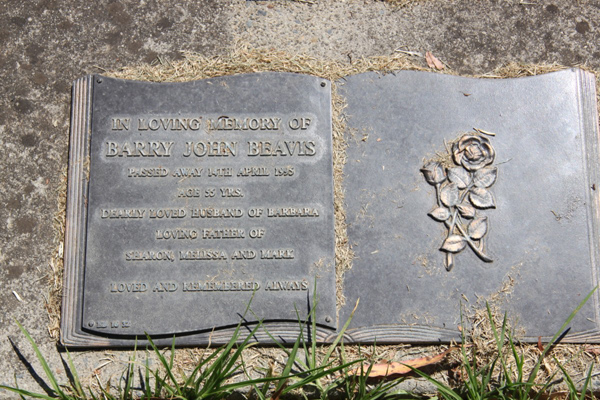 IN LOVING MEMORY OF
BARRY JOHN BEAVIS
PASSED AWAY 14TH APRIL 1995
AGE 55 YRS.
DEARLY LOVED HUSBAND OF BARBARA
LOVING FATHER OF
SHARON, MELISSA AND MARK
LOVED AND REMEMBERED ALWAYS